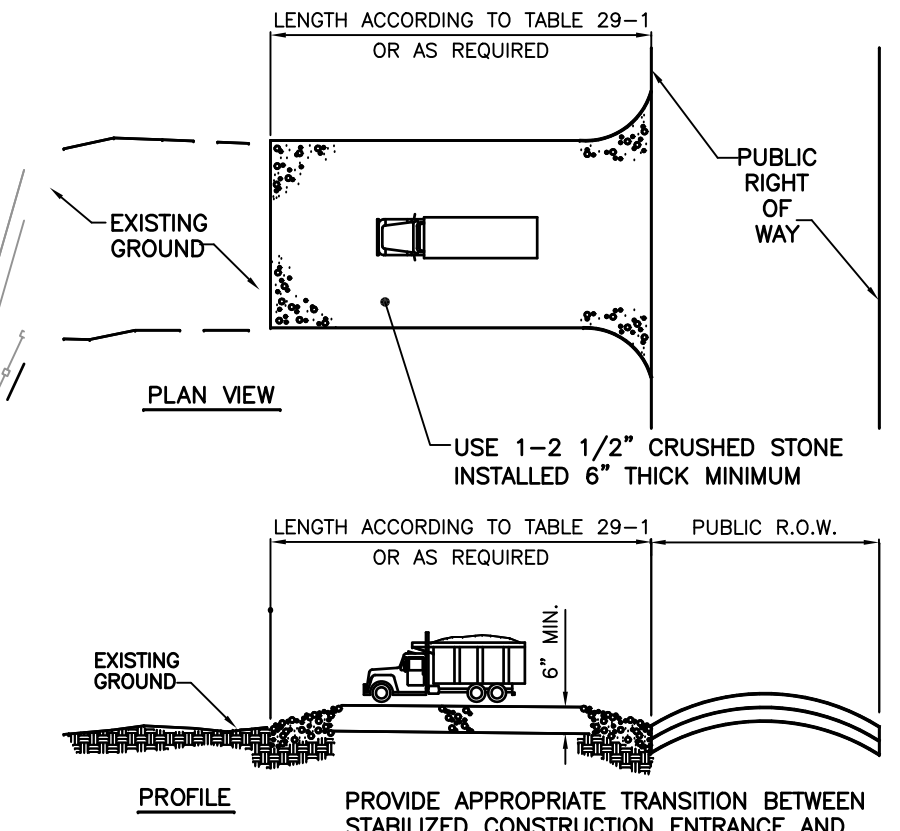 LENGTH ACCORDING TO TABLE 29-1
OR AS REQUIRED
PUBLIC
RIGHT
OF
WAY
EXISTING
GROUND
PLAN VIEW
USE 1-2 1/2" CRUSHED STONE
INSTALLED 6" THICK MINIMUM
LENGTH ACCORDING TO TABLE 29-1
OR AS REQUIRED
PUBLIC R.O.W.
6" MIN.
EXISTING
GROUND
PROFILE
PROVIDE APPROPRIATE TRANSITION BETWEEN
STABILIZED CONSTRUCTION ENTRANCE AND